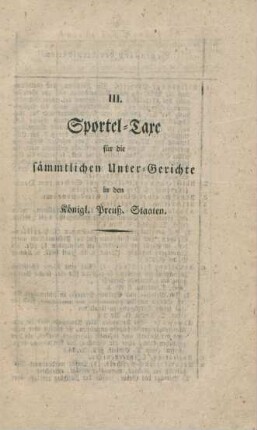 III.
Sportel-Taxe
für die
sämmtlichen Unter-Gerichte
in den
Königl. Preuß. Staaten.